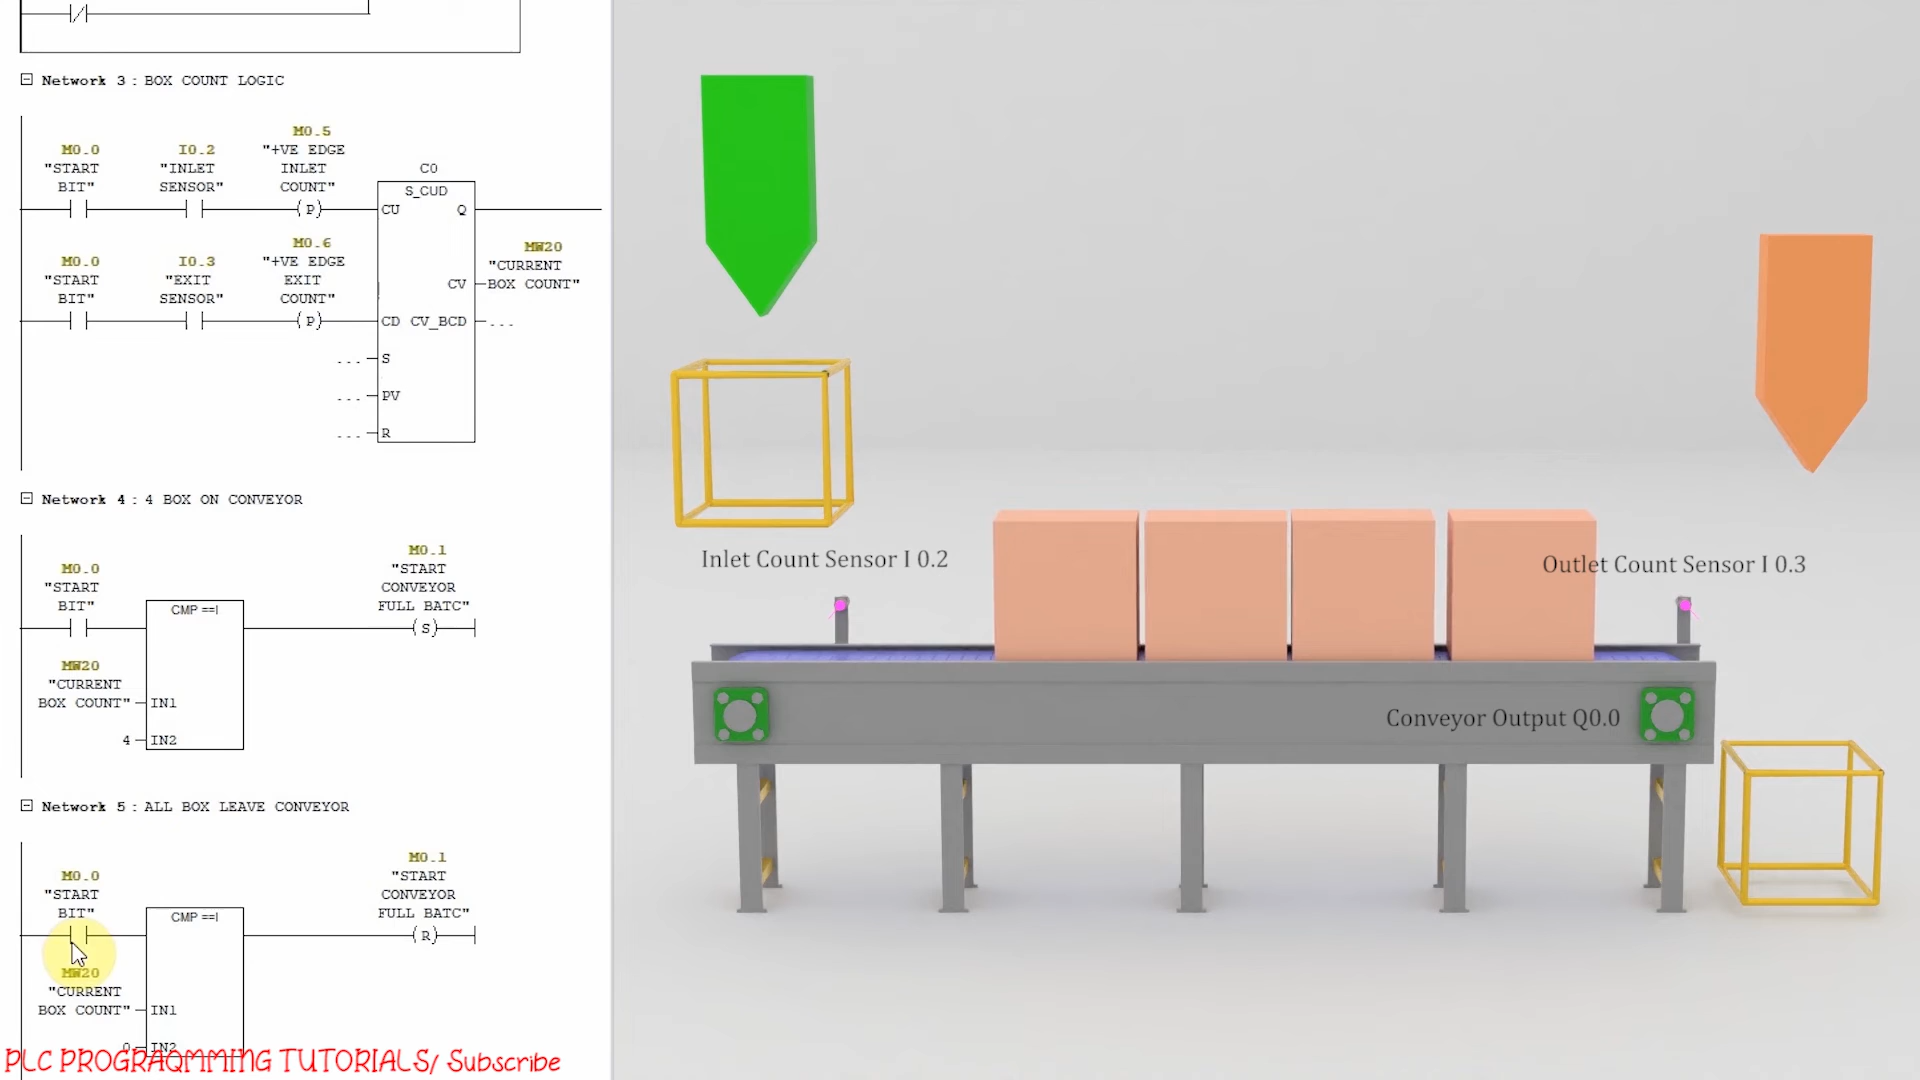 Network 3 : BOX COUNT LOGIC
M0.5
M0.0 I0.2 "+VE EDGE
"START "INLET INLET C0
BIT" SENSOR" COUNT" S_CUD
(P) CU Q
M0.6 MW20
M0.0 I0.3 "+VE EDGE "CURRENT
"START "EXIT EXIT CV BOX COUNT"
BIT" SENSOR" COUNT"
(P) CD CV_BCD ...
... S
... PV
... R
Network 4 : 4 BOX ON CONVEYOR
M0.1
M0.0 "START
"START CONVEYOR
BIT" CMP ==I FULL BATC"
(S)
MW20
"CURRENT
BOX COUNT" IN1
4 IN2
Network 5 : ALL BOX LEAVE CONVEYOR
M0.1
M0.0 "START
"START CONVEYOR
BIT" CMP ==I FULL BATC"
(R)
MW20
"CURRENT
BOX COUNT" IN1
0 IN2
PLC PROGRAQMMING TUTORIALS/ Subscribe
Inlet Count Sensor I 0.2
Outlet Count Sensor I 0.3
Conveyor Output Q0.0